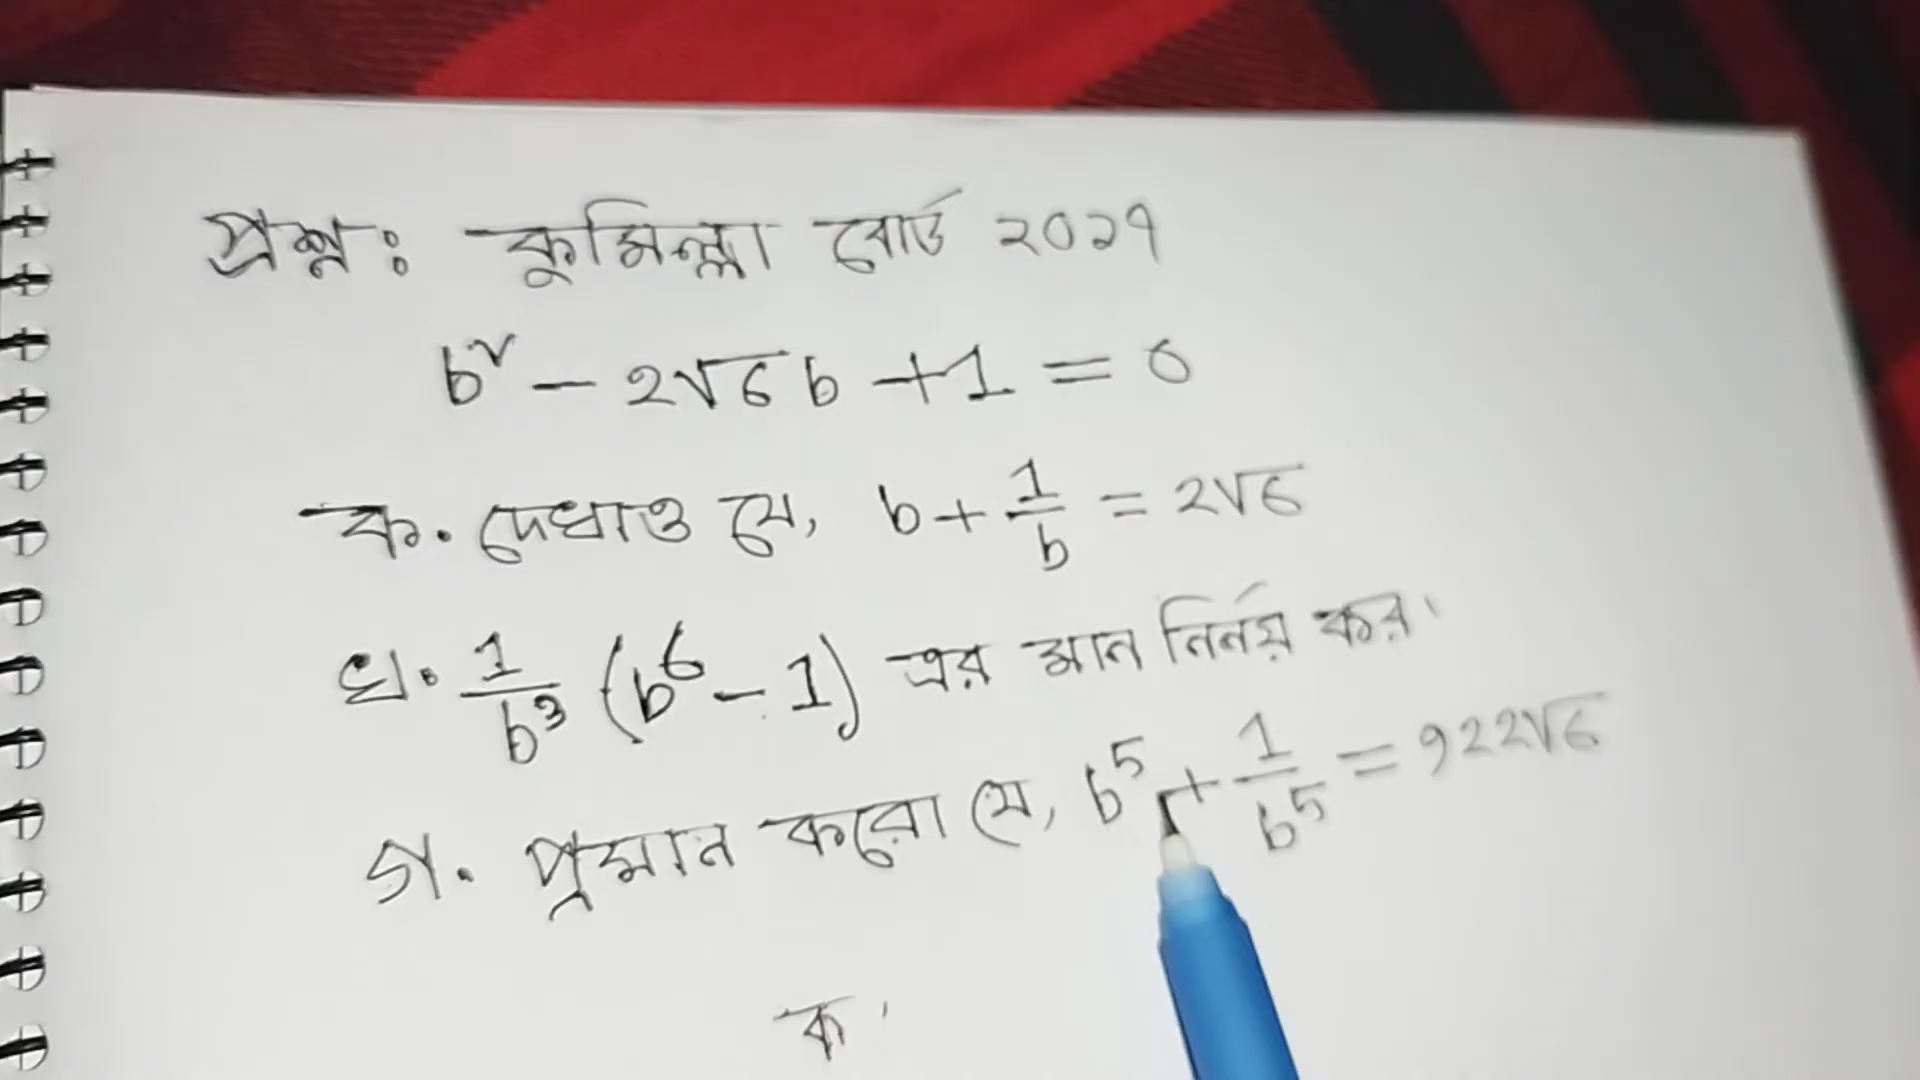 প্রশ্ন: কুমিল্লা বোর্ড ২০২৭
b² - 2√6 b + 1 = 0
ক. দেখাও যে, b + 1/b = 2√6
খ. 1/b³ (b⁶ - 1) এর মান নির্নয় কর।
গ. প্রমান করো যে, b⁵ + 1/b⁵ = 922√6
ক।